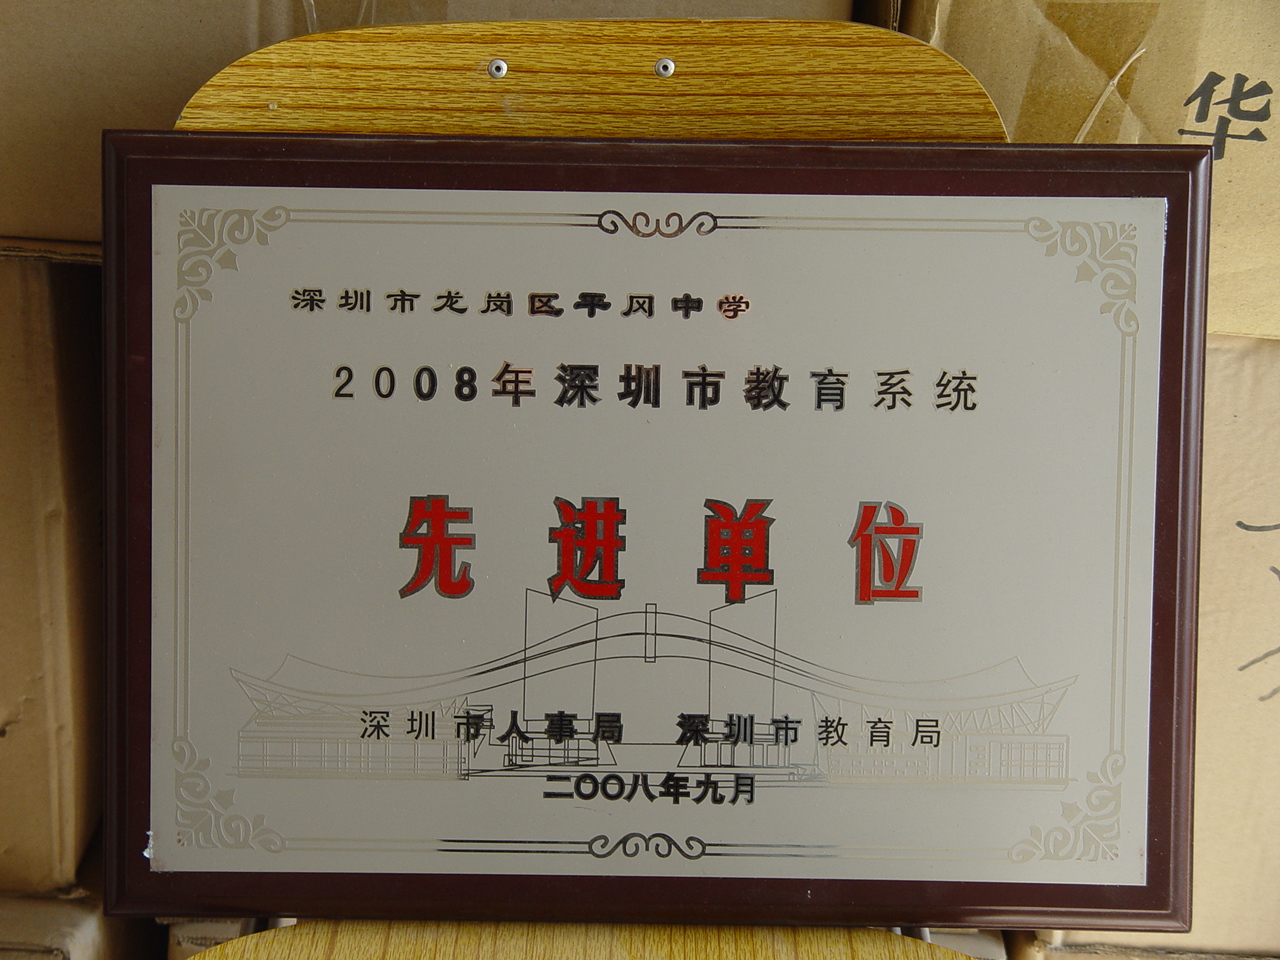 华
深圳市龙岗区平冈中学
2008年深圳市教育系统
先进单位
深圳市人事局 深圳市教育局
二〇〇八年九月